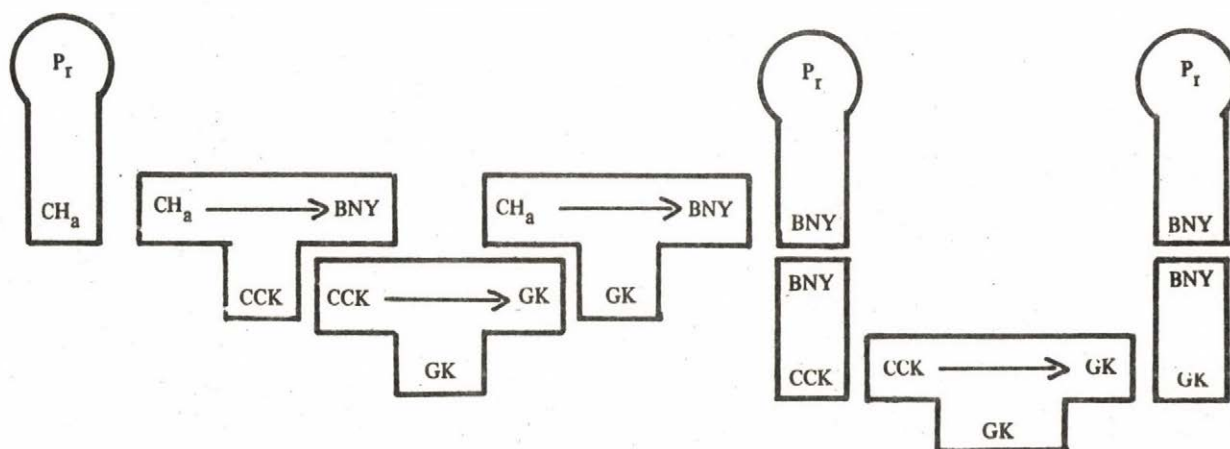 P_r
P_r
P_r
CH_a
CH_a → BNY
CH_a → BNY
BNY
BNY
CCK
CCK → GK
GK
BNY
BNY
GK
CCK
CCK → GK
GK
GK